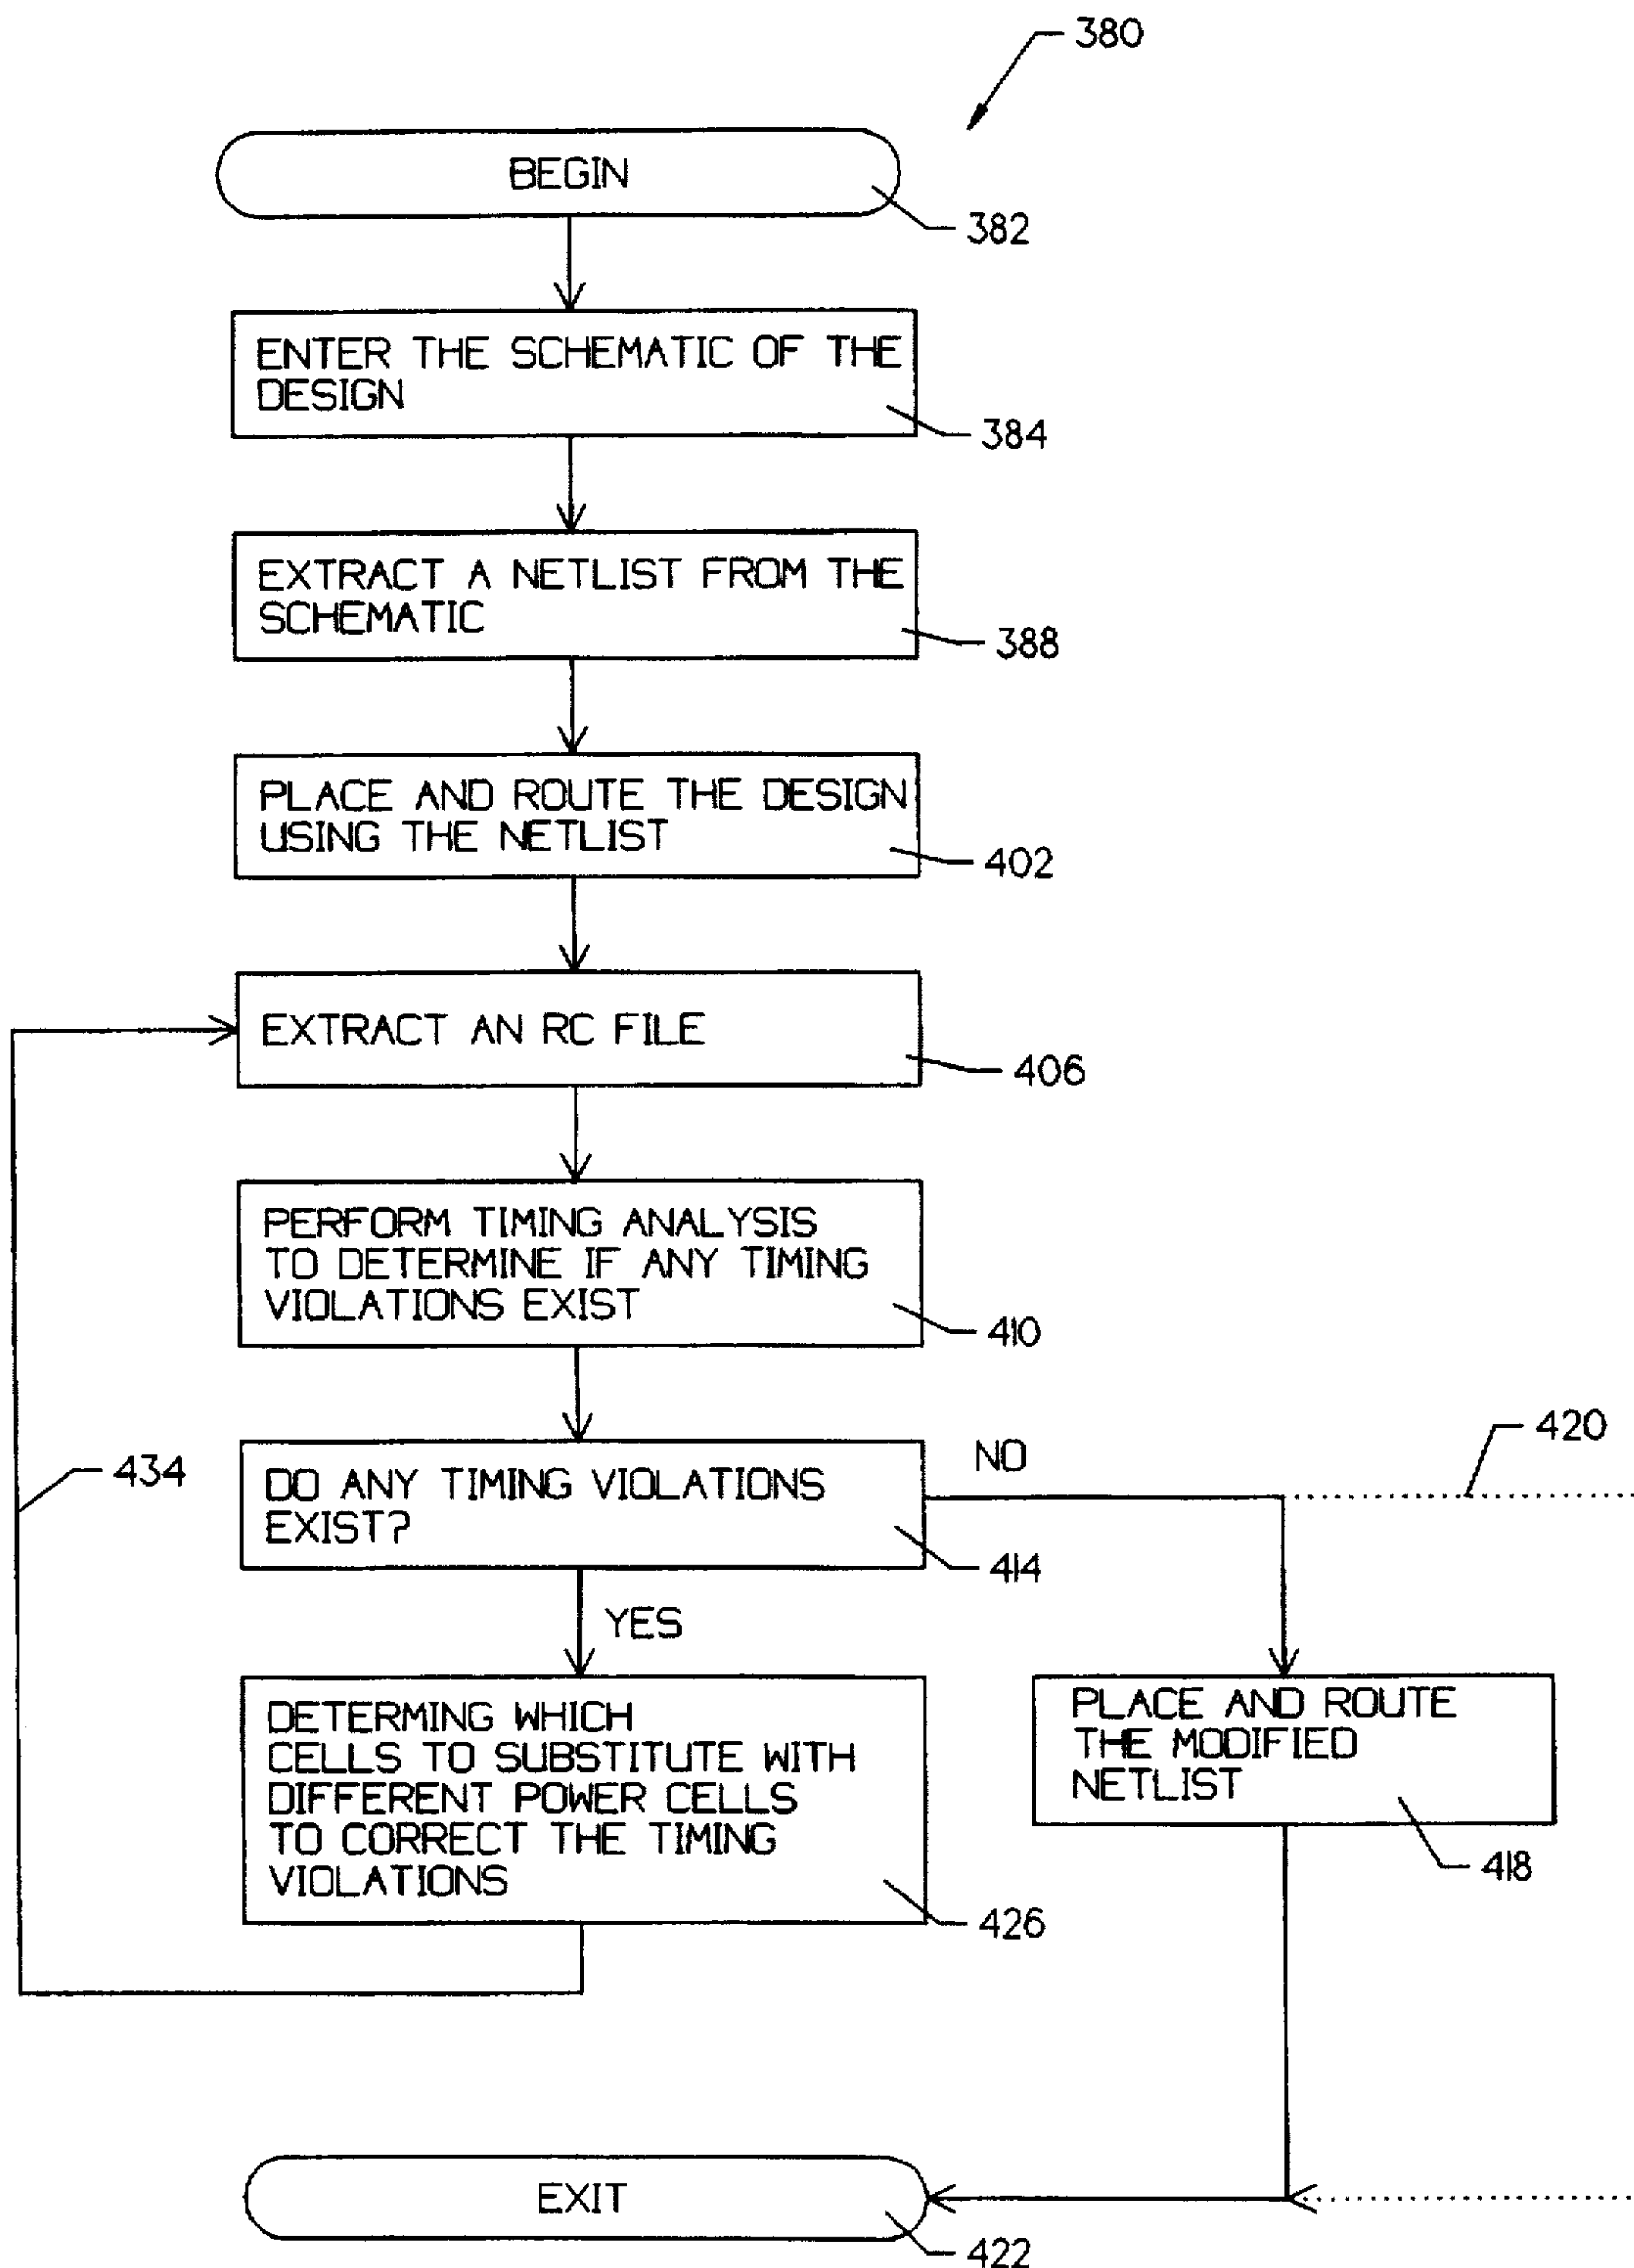 380
BEGIN
382
ENTER THE SCHEMATIC OF THE
DESIGN
384
EXTRACT A NETLIST FROM THE
SCHEMATIC
388
PLACE AND ROUTE THE DESIGN
USING THE NETLIST
402
EXTRACT AN RC FILE
406
PERFORM TIMING ANALYSIS
TO DETERMINE IF ANY TIMING
VIOLATIONS EXIST
410
434
DO ANY TIMING VIOLATIONS
EXIST?
414
NO
420
YES
DETERMING WHICH
CELLS TO SUBSTITUTE WITH
DIFFERENT POWER CELLS
TO CORRECT THE TIMING
VIOLATIONS
426
PLACE AND ROUTE
THE MODIFIED
NETLIST
418
EXIT
422